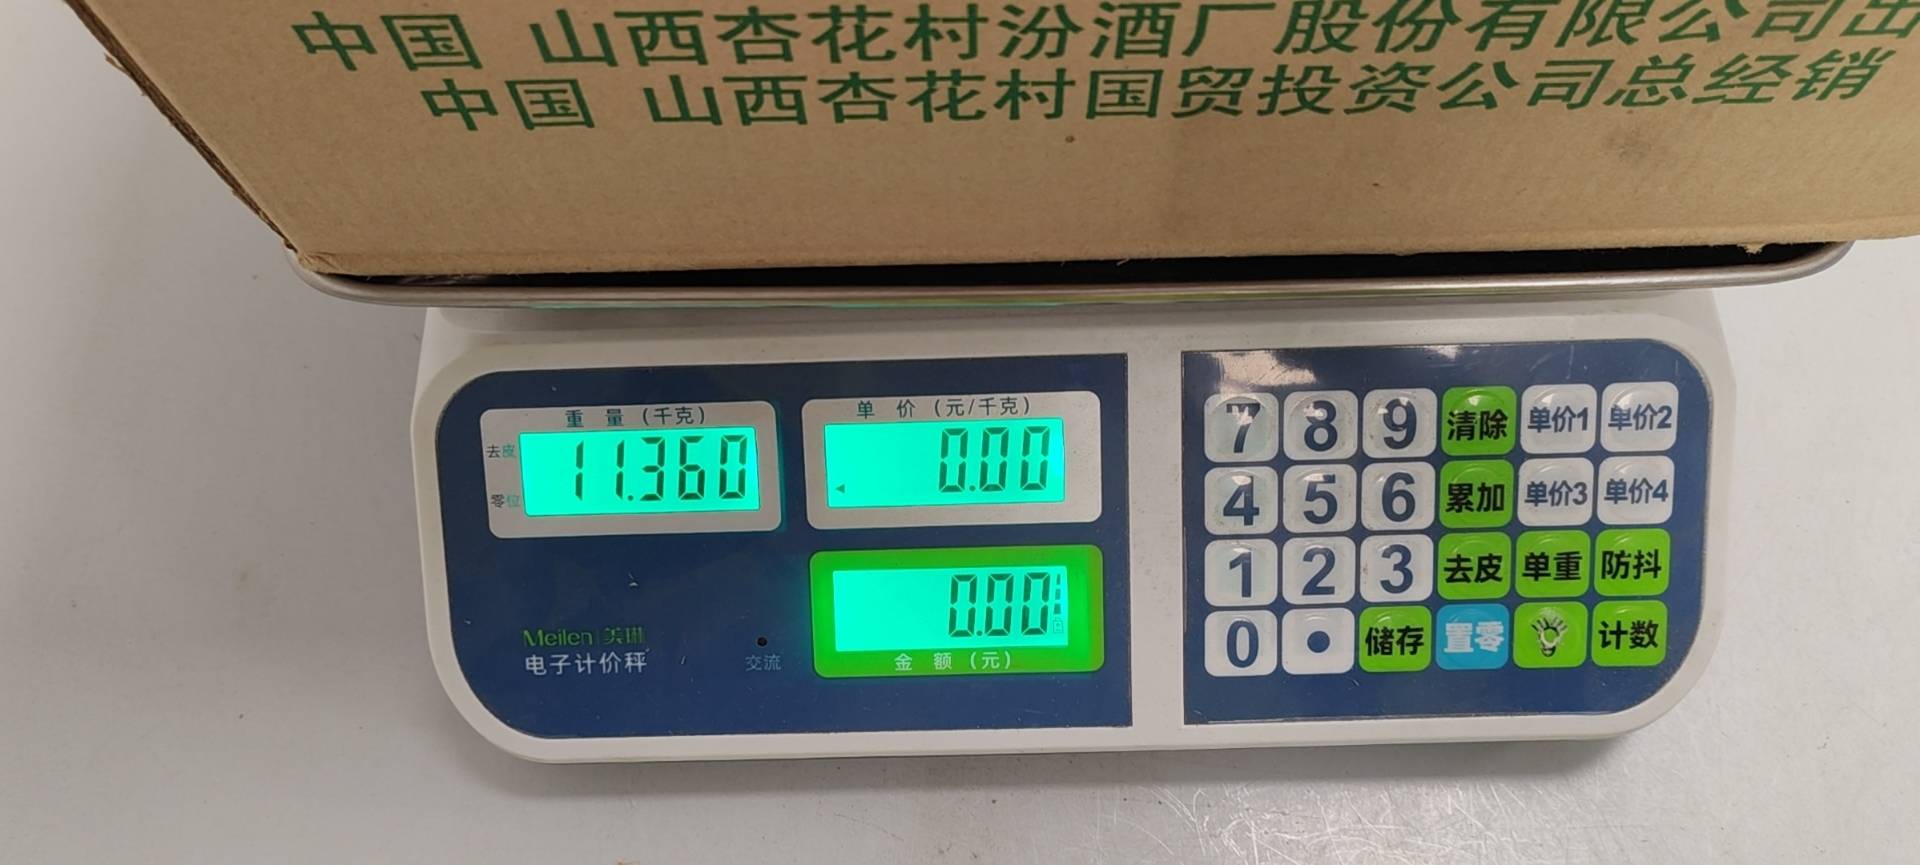 中国 山西杏花村汾酒厂股份有限公司出
中国 山西杏花村国贸投资公司总经销
重 量 (千克)
去皮
零位
11.360
单 价 (元/千克)
0.00
0.00
金 额 (元)
Meilen 美琳
电子计价秤
交流
7 8 9 清除 单价1 单价2
4 5 6 累加 单价3 单价4
1 2 3 去皮 单重 防抖
0 • 储存 置零 计数